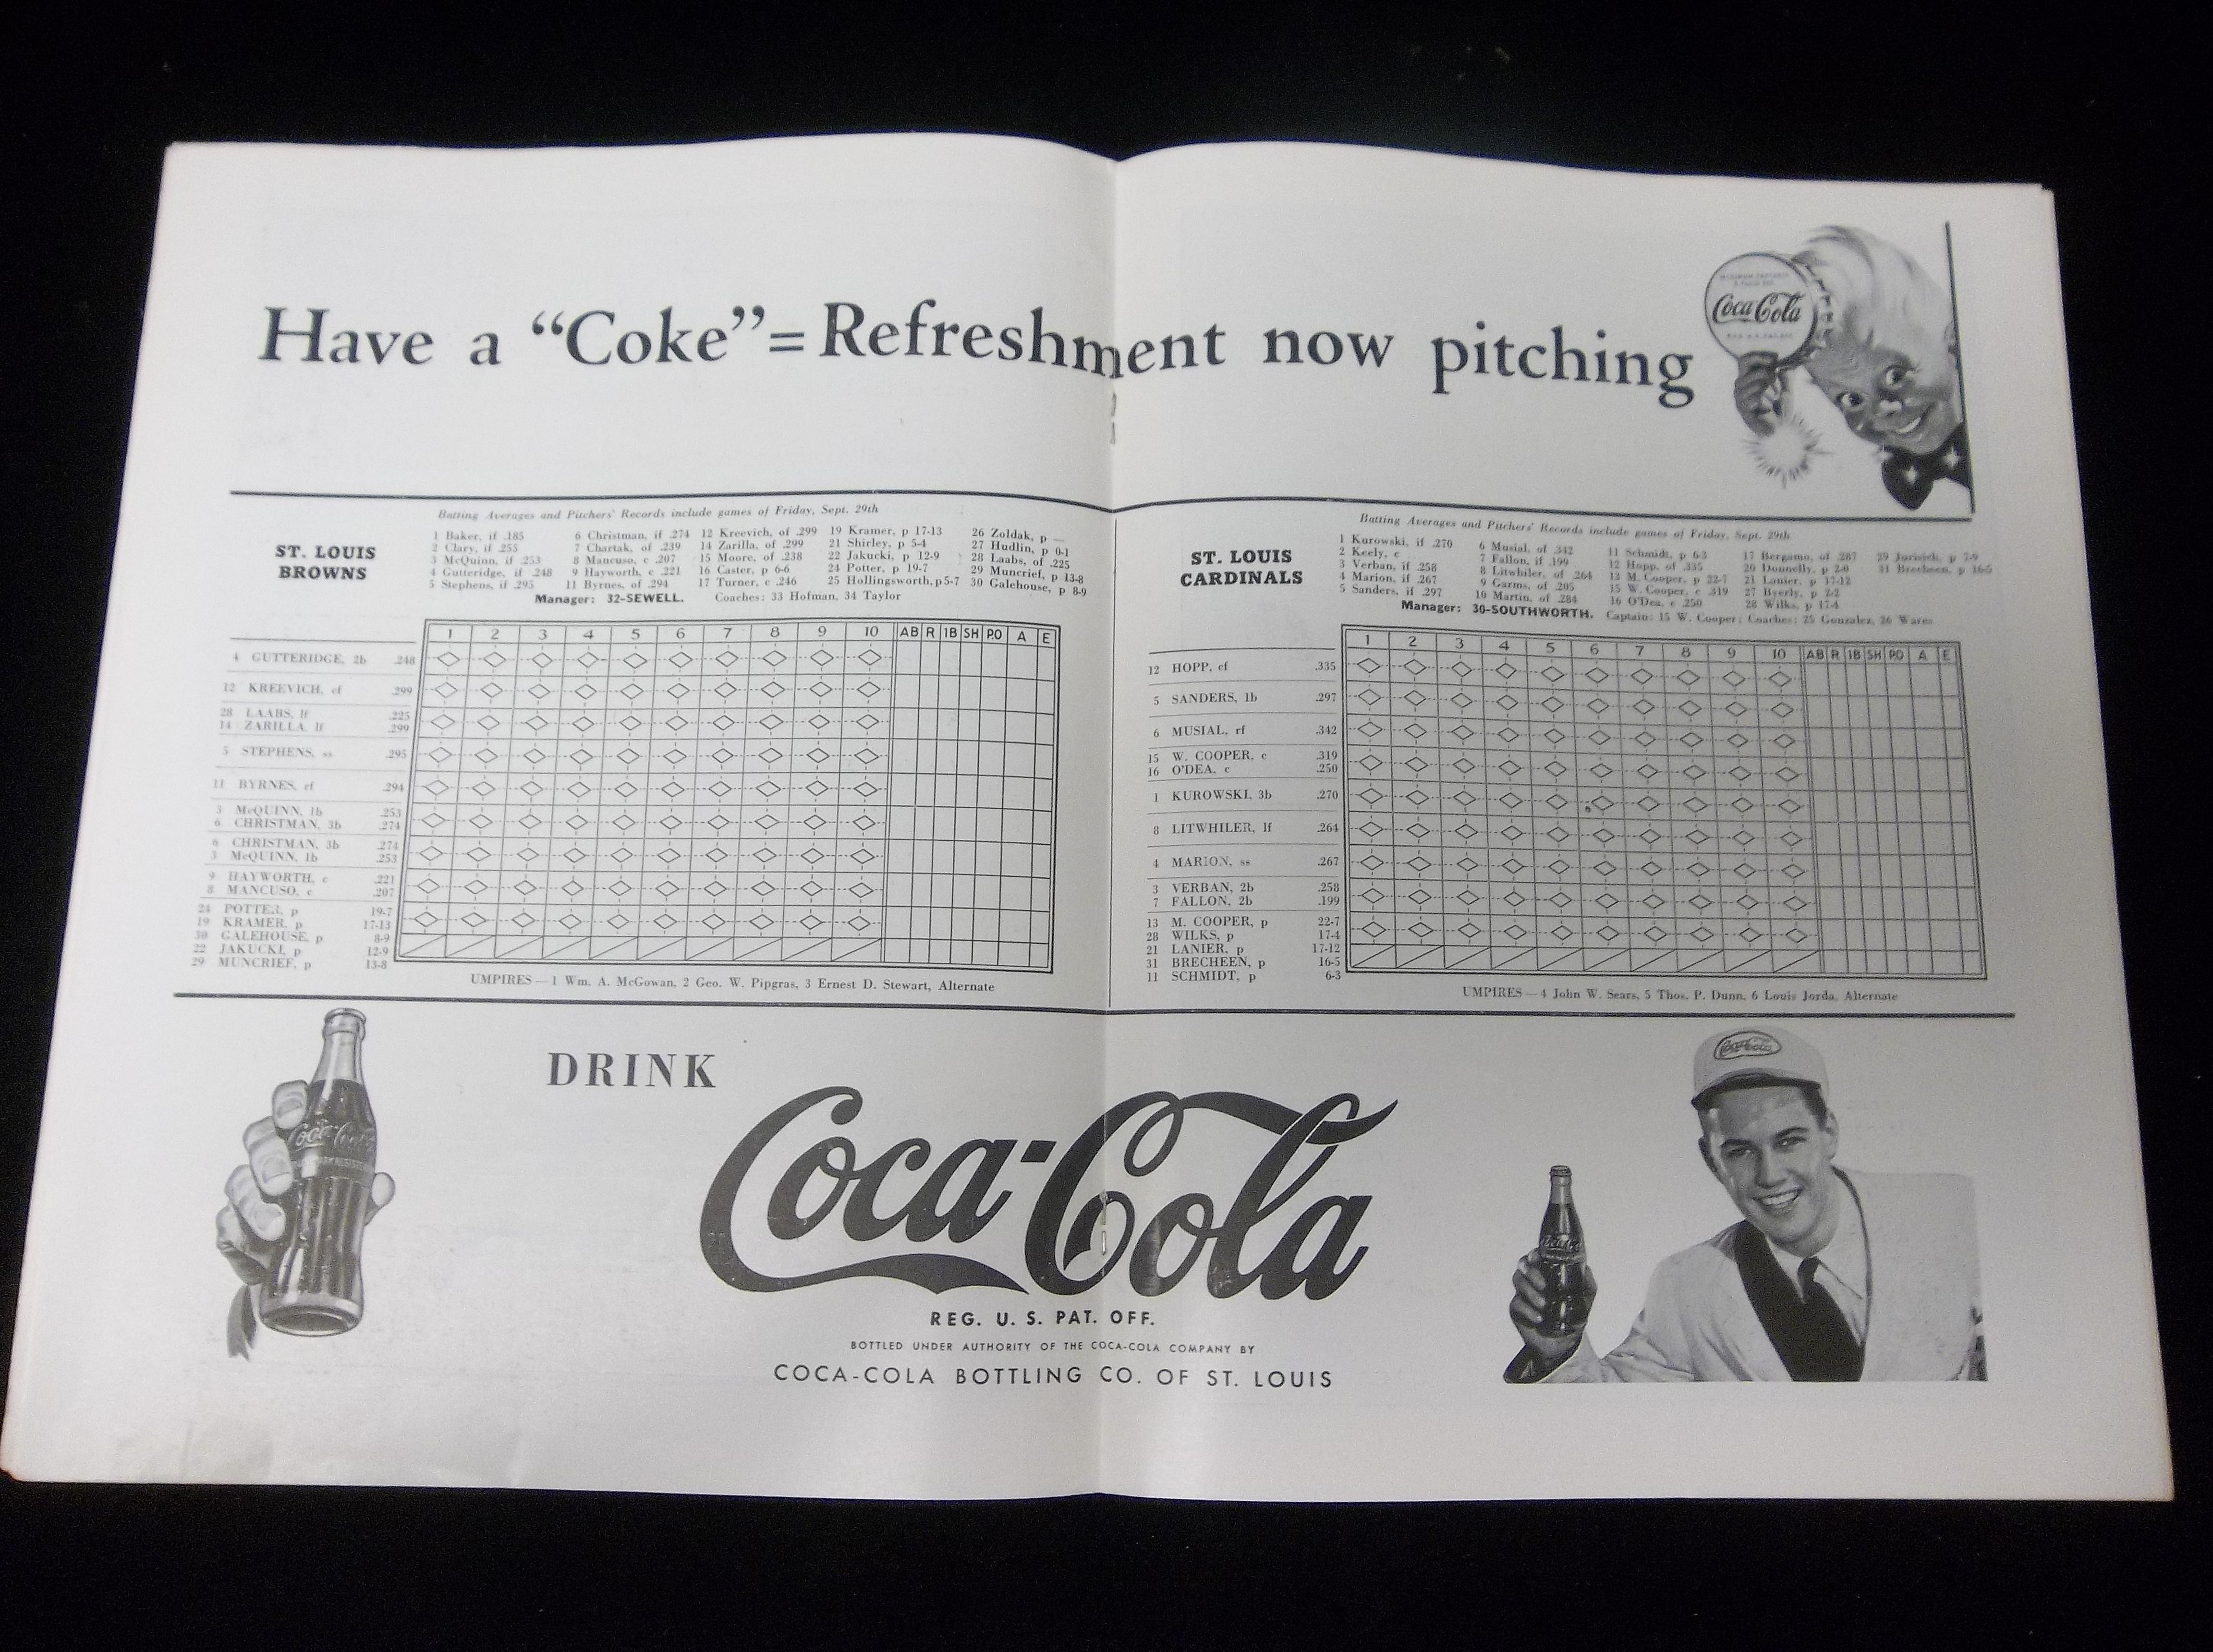 Have a “Coke” = Refreshment now pitching
Coca-Cola
Batting Averages and Pitchers' Records include games of Friday, Sept. 29th
ST. LOUIS
BROWNS
1 Baker, if .185
2 Clary, if .255
3 McQuinn, if .253
4 Gutteridge, if .248
5 Stephens, if .295
6 Christman, if .274
7 Chartak, of .239
8 Mancuso, c .207
9 Hayworth, c .221
11 Byrnes, of .294
12 Kreevich, of .299
14 Zarilla, of .299
15 Moore, of .238
16 Caster, p 6-6
17 Turner, c .246
19 Kramer, p 17-13
21 Shirley, p 5-4
22 Jakucki, p 12-9
24 Potter, p 19-7
25 Hollingsworth, p 5-7
26 Zoldak, p —
27 Hudlin, p 0-1
28 Laabs, of .225
29 Muncrief, p 13-8
30 Galehouse, p 8-9
Manager: 32-SEWELL. Coaches: 33 Hofman, 34 Taylor
1 2 3 4 5 6 7 8 9 10 AB R 1B SH PO A E
4 GUTTERIDGE, 2b .248
12 KREEVICH, cf .299
28 LAABS, lf .225
14 ZARILLA, lf .299
5 STEPHENS, ss .295
11 BYRNES, cf .294
3 McQUINN, 1b .253
6 CHRISTMAN, 3b .274
6 CHRISTMAN, 3b .274
3 McQUINN, 1b .253
9 HAYWORTH, c .221
8 MANCUSO, c .207
24 POTTER, p 19-7
19 KRAMER, p 17-13
30 GALEHOUSE, p 8-9
22 JAKUCKI, p 12-9
29 MUNCRIEF, p 13-8
UMPIRES — 1 Wm. A. McGowan, 2 Geo. W. Pipgras, 3 Ernest D. Stewart, Alternate
Batting Averages and Pitchers' Records include games of Friday, Sept. 29th
ST. LOUIS
CARDINALS
1 Kurowski, if .270
2 Keely, c
3 Verban, if .258
4 Marion, if .267
5 Sanders, if .297
6 Musial, of .342
7 Fallon, if .199
8 Litwhiler, of .264
9 Garms, of .205
10 Martin, of .284
11 Schmidt, p 6-3
12 Hopp, of .335
13 M. Cooper, p 22-7
15 W. Cooper, c .319
16 O'Dea, c .250
17 Bergamo, of .287
20 Donnelly, p 2-0
21 Lanier, p 17-12
27 Byerly, p 2-2
28 Wilks, p 17-4
29 Jurisich, p 7-9
31 Brecheen, p 16-5
Manager: 30-SOUTHWORTH. Captain: 15 W. Cooper; Coaches: 25 Gonzalez, 26 Wares
1 2 3 4 5 6 7 8 9 10 AB R 1B SH PO A E
12 HOPP, cf .335
5 SANDERS, 1b .297
6 MUSIAL, rf .342
15 W. COOPER, c .319
16 O'DEA, c .250
1 KUROWSKI, 3b .270
8 LITWHILER, lf .264
4 MARION, ss .267
3 VERBAN, 2b .258
7 FALLON, 2b .199
13 M. COOPER, p 22-7
28 WILKS, p 17-4
21 LANIER, p 17-12
31 BRECHEEN, p 16-5
11 SCHMIDT, p 6-3
UMPIRES — 4 John W. Sears, 5 Thos. P. Dunn, 6 Louis Jorda, Alternate
Coca-Cola
DRINK
Coca-Cola
REG. U. S. PAT. OFF.
BOTTLED UNDER AUTHORITY OF THE COCA-COLA COMPANY BY
COCA-COLA BOTTLING CO. OF ST. LOUIS
Coca-Cola
Coca-Cola